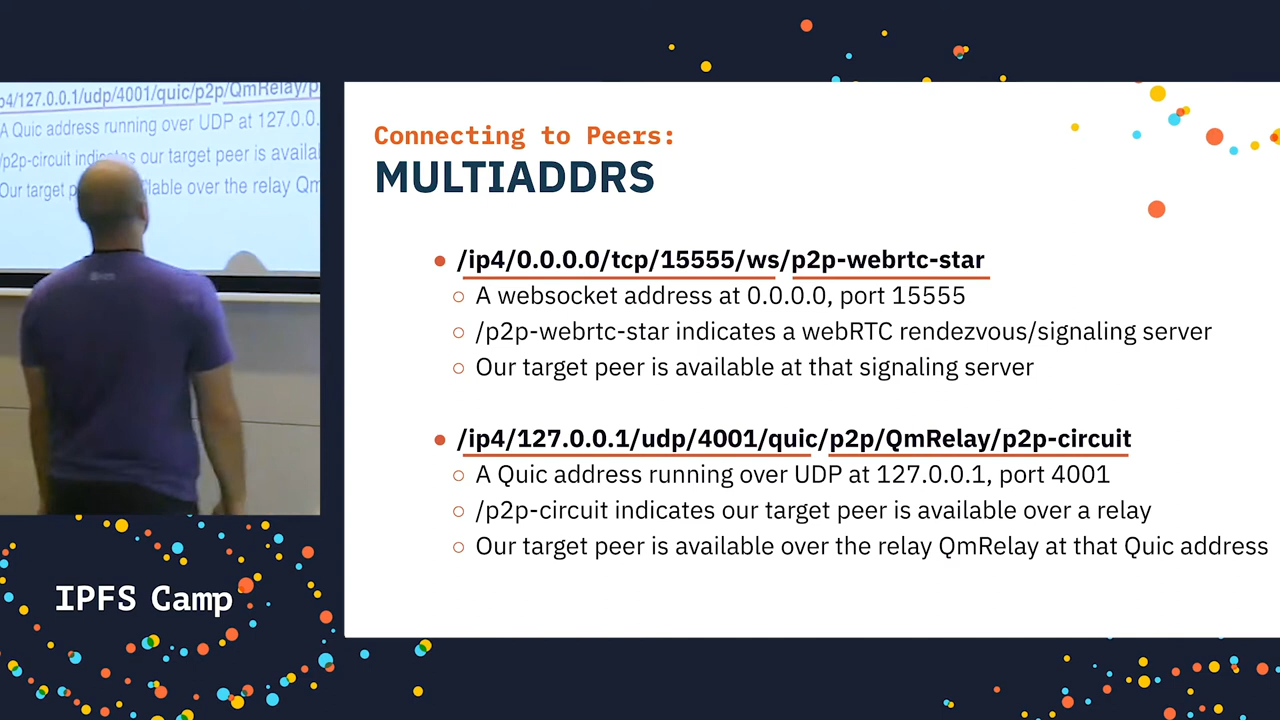 p4/127.0.0.1/udp/4001/quic/p2p/QmRelay/p
A Quic address running over UDP at 127.0.0.
/p2p-circuit indicates our target peer is availal
Our target p lable over the relay Qm
Connecting to Peers:
MULTIADDRS
/ip4/0.0.0.0/tcp/15555/ws/p2p-webrtc-star
A websocket address at 0.0.0.0, port 15555
/p2p-webrtc-star indicates a webRTC rendezvous/signaling server
Our target peer is available at that signaling server
/ip4/127.0.0.1/udp/4001/quic/p2p/QmRelay/p2p-circuit
A Quic address running over UDP at 127.0.0.1, port 4001
/p2p-circuit indicates our target peer is available over a relay
Our target peer is available over the relay QmRelay at that Quic address
IPFS Camp